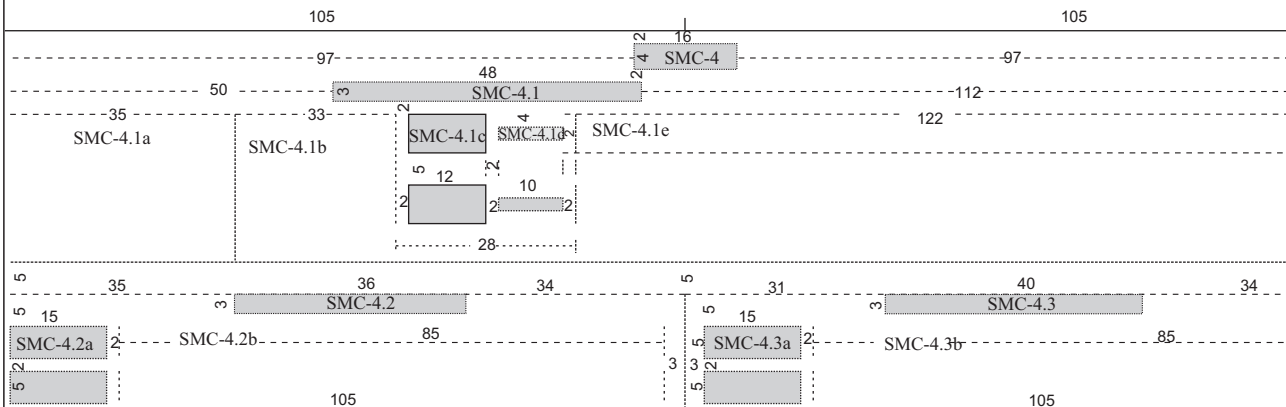 105 105
2 16
97 4 SMC-4 97
48 2
50 3 SMC-4.1 112
35 33 2 4 122
SMC-4.1a SMC-4.1b SMC-4.1c SMC-4.1d 2 SMC-4.1e
5 2
12 10
2 2 2
28
5 35 36 34 5 31 40 34
3 SMC-4.2 3 SMC-4.3
5 15 5 15
SMC-4.2a 2 SMC-4.2b 85 5 SMC-4.3a 2 SMC-4.3b 85
2 3 3 2
5 5
105 105